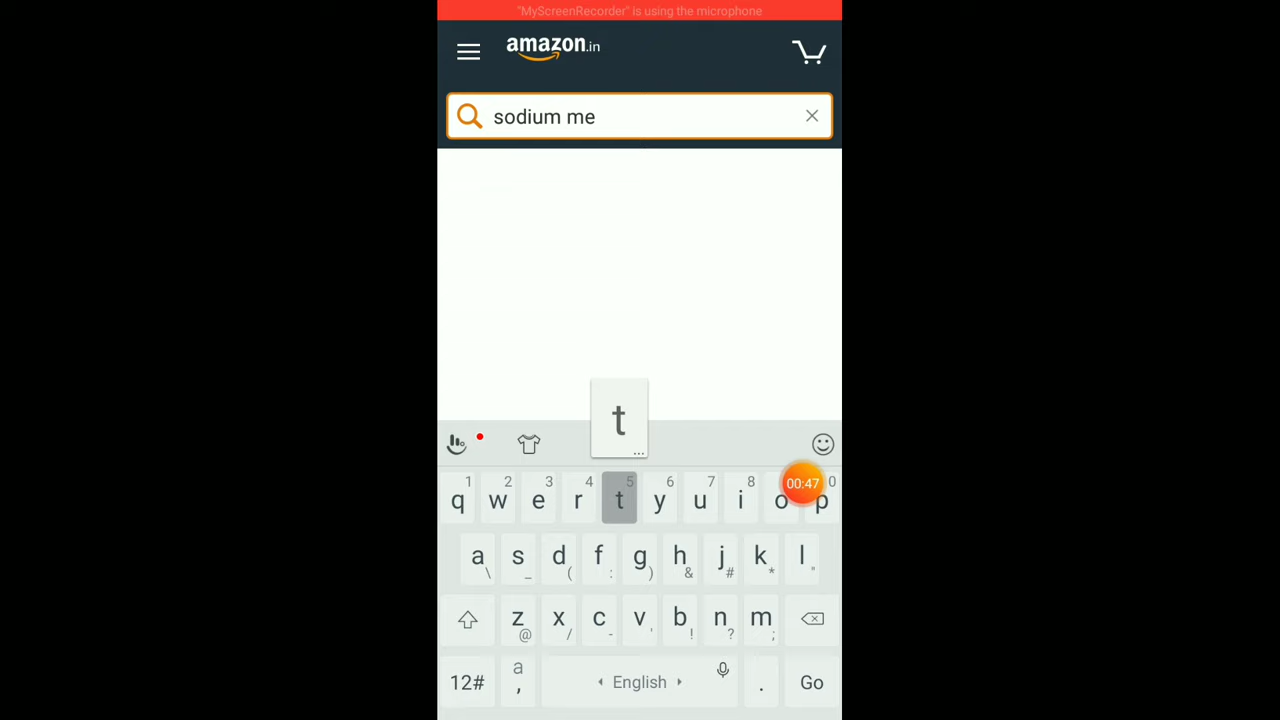 "MyScreenRecorder" is using the microphone
amazon.in
sodium me
t
...
1 2 3 4 5 6 7 8 0
q w e r t y u i o p
00:47
a s d f g h j k l
\ _ ( : ) & # * "
z x c v b n m
@ / - ' ! ? ;
12# a , English . Go